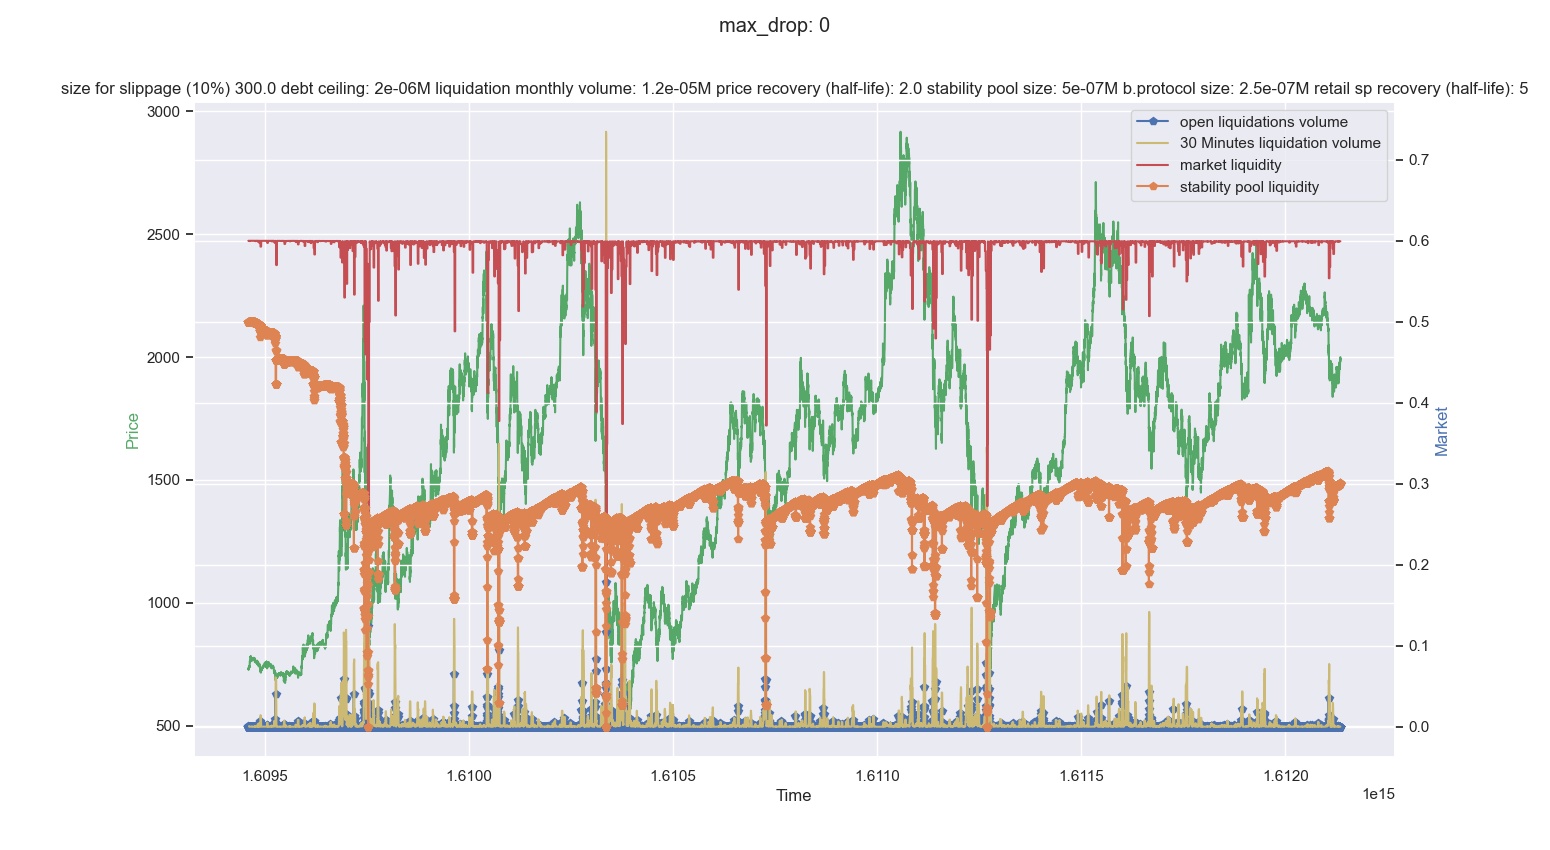 max_drop: 0
size for slippage (10%) 300.0 debt ceiling: 2e-06M liquidation monthly volume: 1.2e-05M price recovery (half-life): 2.0 stability pool size: 5e-07M b.protocol size: 2.5e-07M retail sp recovery (half-life): 5
open liquidations volume
30 Minutes liquidation volume
market liquidity
stability pool liquidity
3000
2500
2000
1500
1000
500
Price
0.7
0.6
0.5
0.4
0.3
0.2
0.1
0.0
Market
1.6095 1.6100 1.6105 1.6110 1.6115 1.6120
Time
1e15